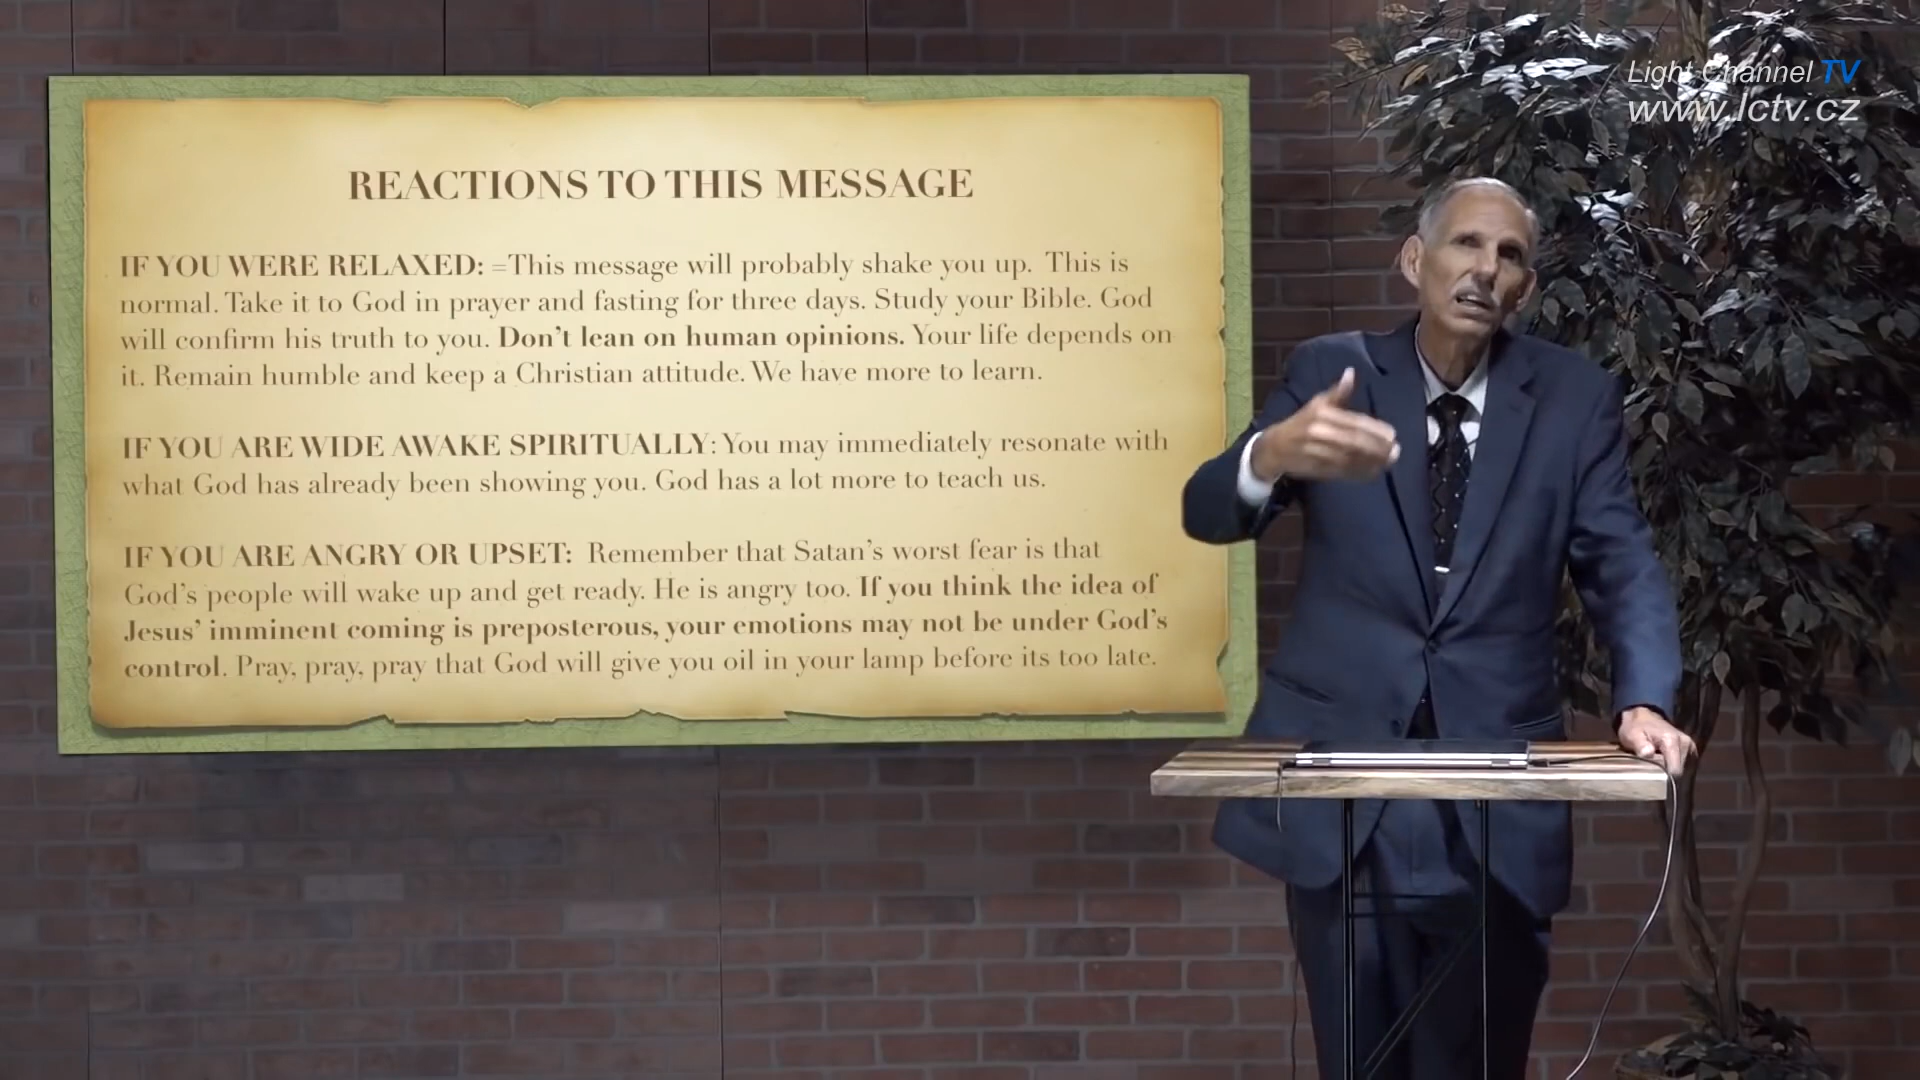 Light Channel TV
www.lctv.cz
REACTIONS TO THIS MESSAGE
IF YOU WERE RELAXED: =This message will probably shake you up. This is
normal. Take it to God in prayer and fasting for three days. Study your Bible. God
will confirm his truth to you. Don't lean on human opinions. Your life depends on
it. Remain humble and keep a Christian attitude. We have more to learn.
IF YOU ARE WIDE AWAKE SPIRITUALLY: You may immediately resonate with
what God has already been showing you. God has a lot more to teach us.
IF YOU ARE ANGRY OR UPSET: Remember that Satan's worst fear is that
God's people will wake up and get ready. He is angry too. If you think the idea of
Jesus' imminent coming is preposterous, your emotions may not be under God's
control. Pray, pray, pray that God will give you oil in your lamp before its too late.